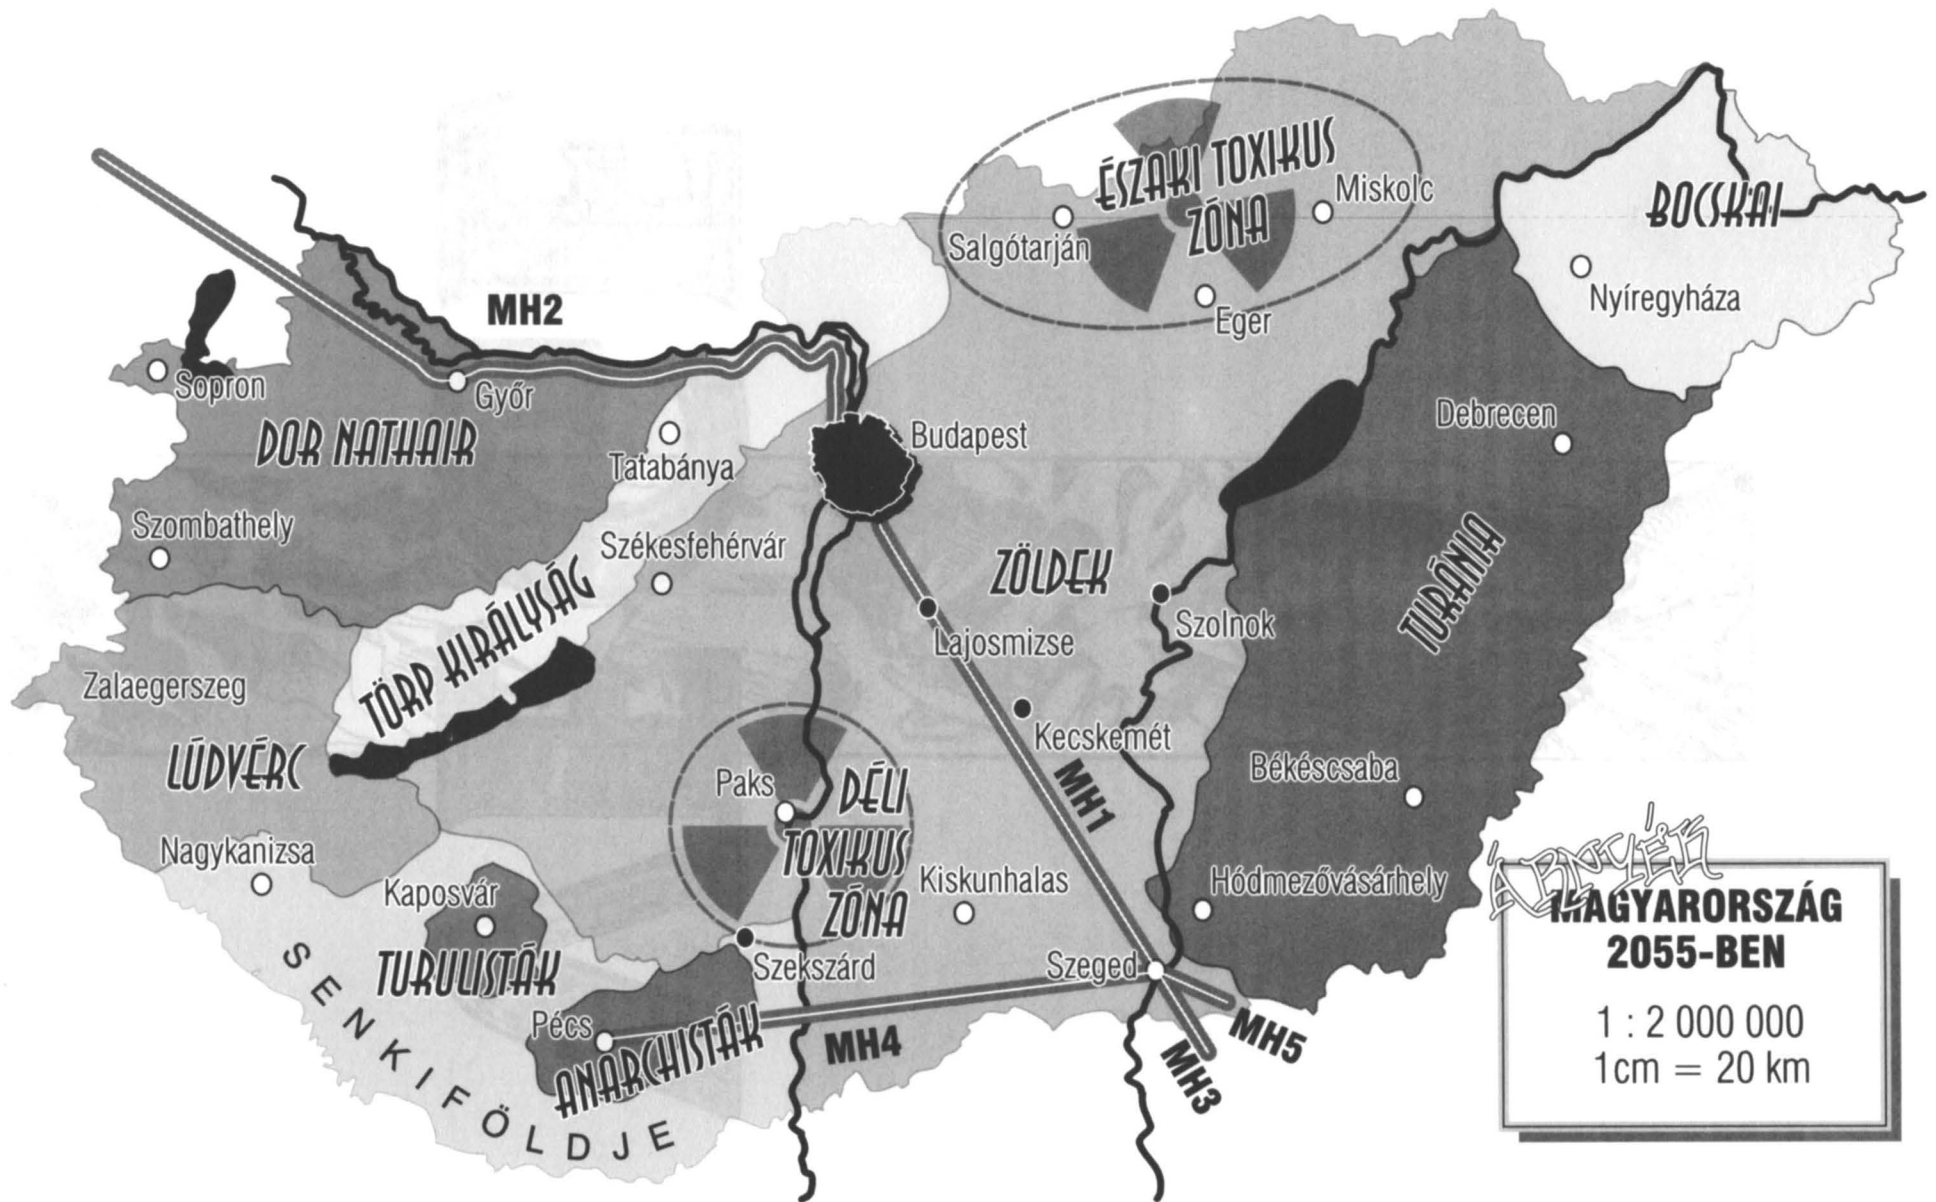 ÉSZAKI TOXIKUS
ZÓNA
Miskolc
Salgótarján
Eger
BOCSKAI
Nyíregyháza
MH2
Sopron
Győr
DOR NATHAIR
Tatabánya
Budapest
Debrecen
Szombathely
Székesfehérvár
ZÖLDEK
TURÁNIA
TÖRP KIRÁLYSÁG
Lajosmizse
Szolnok
Zalaegerszeg
LÚDVÉRC
Kecskemét
MH1
Paks
DÉLI
TOXIKUS
ZÓNA
Békéscsaba
Nagykanizsa
Kaposvár
Kiskunhalas
Hódmezővásárhely
TURULISTÁK
Szekszárd
Szeged
SENKIFÖLDJE
Pécs
ANARCHISTÁK
MH4
MH3
MH5
ÁRNYÉK
MAGYARORSZÁG
2055-BEN
1 : 2 000 000
1cm = 20 km